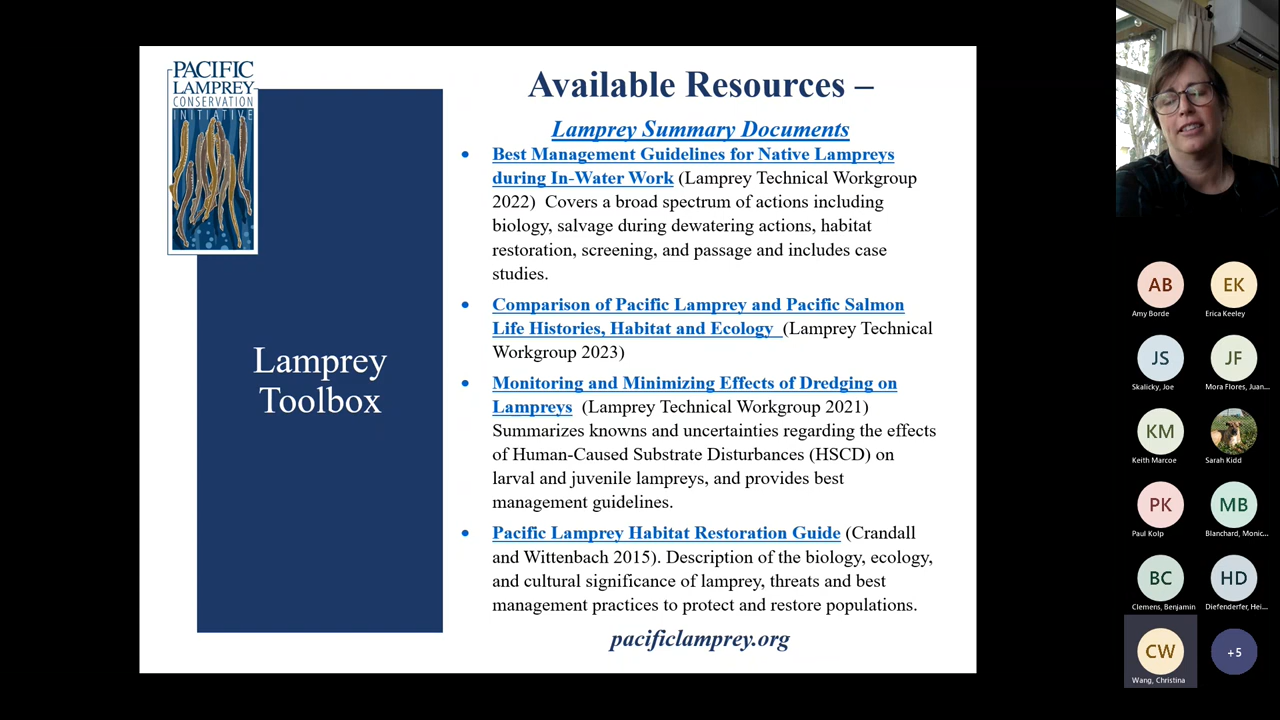 PACIFIC
LAMPREY
CONSERVATION
INITIATIVE
Lamprey
Toolbox
Available Resources –
Lamprey Summary Documents
• Best Management Guidelines for Native Lampreys
during In-Water Work (Lamprey Technical Workgroup
2022)  Covers a broad spectrum of actions including
biology, salvage during dewatering actions, habitat
restoration, screening, and passage and includes case
studies.
• Comparison of Pacific Lamprey and Pacific Salmon
Life Histories, Habitat and Ecology  (Lamprey Technical
Workgroup 2023)
• Monitoring and Minimizing Effects of Dredging on
Lampreys  (Lamprey Technical Workgroup 2021)
Summarizes knowns and uncertainties regarding the effects
of Human-Caused Substrate Disturbances (HSCD) on
larval and juvenile lampreys, and provides best
management guidelines.
• Pacific Lamprey Habitat Restoration Guide (Crandall
and Wittenbach 2015). Description of the biology, ecology,
and cultural significance of lamprey, threats and best
management practices to protect and restore populations.
pacificlamprey.org
AB
EK
Amy Borde
Erica Keeley
JS
JF
Skalicky, Joe
Mora Flores, Juan...
KM
Keith Marcoe
Sarah Kidd
PK
MB
Paul Kolp
Blanchard, Monic...
BC
HD
Clemens, Benjamin
Diefenderfer, Hei...
CW
+5
Wang, Christina